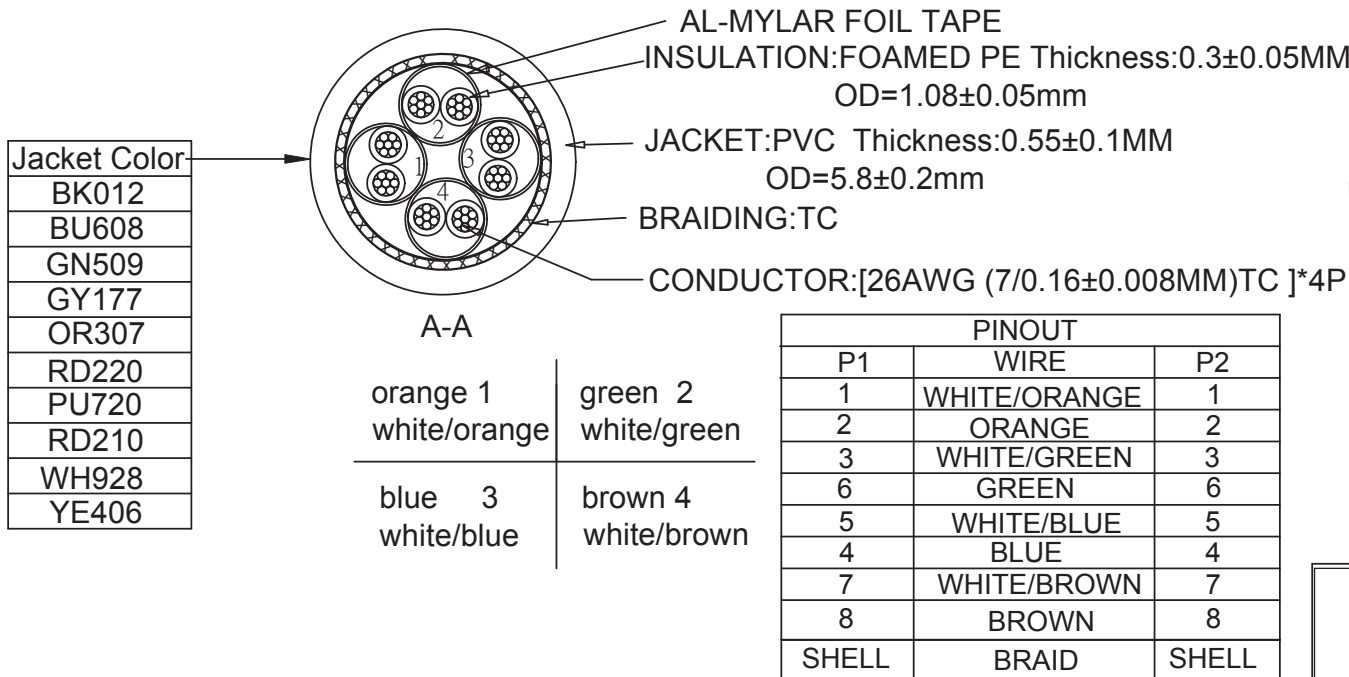 AL-MYLAR FOIL TAPE
INSULATION:FOAMED PE Thickness:0.3±0.05MM
OD=1.08±0.05mm
JACKET:PVC Thickness:0.55±0.1MM
OD=5.8±0.2mm
BRAIDING:TC
CONDUCTOR:[26AWG (7/0.16±0.008MM)TC ]*4P
1
2
3
4
A-A
Jacket Color
BK012
BU608
GN509
GY177
OR307
RD220
PU720
RD210
WH928
YE406
orange 1
white/orange
green 2
white/green
blue 3
white/blue
brown 4
white/brown
PINOUT
P1 WIRE P2
1 WHITE/ORANGE 1
2 ORANGE 2
3 WHITE/GREEN 3
6 GREEN 6
5 WHITE/BLUE 5
4 BLUE 4
7 WHITE/BROWN 7
8 BROWN 8
SHELL BRAID SHELL